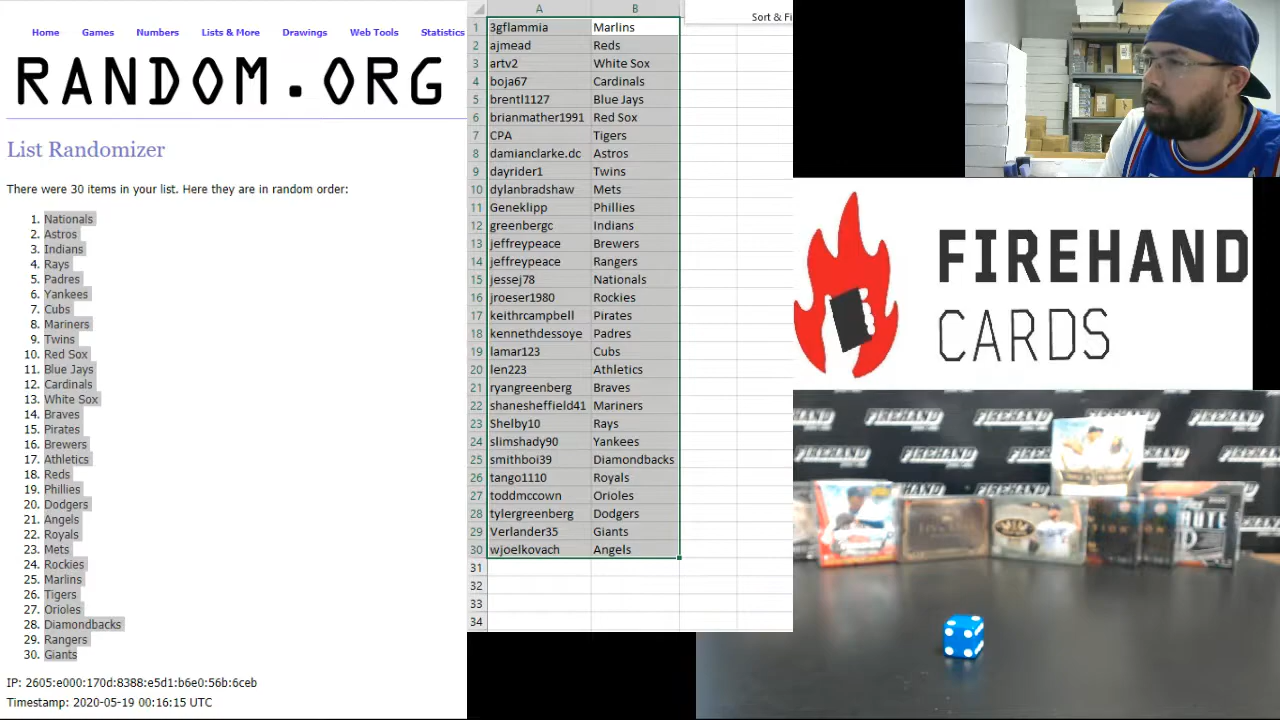 Home Games Numbers Lists & More Drawings Web Tools Statistics
RANDOM.ORG
List Randomizer
There were 30 items in your list. Here they are in random order:
1. Nationals
2. Astros
3. Indians
4. Rays
5. Padres
6. Yankees
7. Cubs
8. Mariners
9. Twins
10. Red Sox
11. Blue Jays
12. Cardinals
13. White Sox
14. Braves
15. Pirates
16. Brewers
17. Athletics
18. Reds
19. Phillies
20. Dodgers
21. Angels
22. Royals
23. Mets
24. Rockies
25. Marlins
26. Tigers
27. Orioles
28. Diamondbacks
29. Rangers
30. Giants
IP: 2605:e000:170d:8388:e5d1:b6e0:56b:6ceb
Timestamp: 2020-05-19 00:16:15 UTC
A B
Sort & Fi
1 3gflammia Marlins
2 ajmead Reds
3 artv2 White Sox
4 boja67 Cardinals
5 brentl1127 Blue Jays
6 brianmather1991 Red Sox
7 CPA Tigers
8 damianclarke.dc Astros
9 dayrider1 Twins
10 dylanbradshaw Mets
11 Geneklipp Phillies
12 greenbergc Indians
13 jeffreypeace Brewers
14 jeffreypeace Rangers
15 jessej78 Nationals
16 jroeser1980 Rockies
17 keithrcampbell Pirates
18 kennethdessoye Padres
19 lamar123 Cubs
20 len223 Athletics
21 ryangreenberg Braves
22 shanesheffield41 Mariners
23 Shelby10 Rays
24 slimshady90 Yankees
25 smithboi39 Diamondbacks
26 tango1110 Royals
27 toddmccown Orioles
28 tylergreenberg Dodgers
29 Verlander35 Giants
30 wjoelkovach Angels
31
32
33
34
FIREHAND
CARDS
FIREHAND
FIREHAND
FIREHAND
FIREHAND
FIREHAND